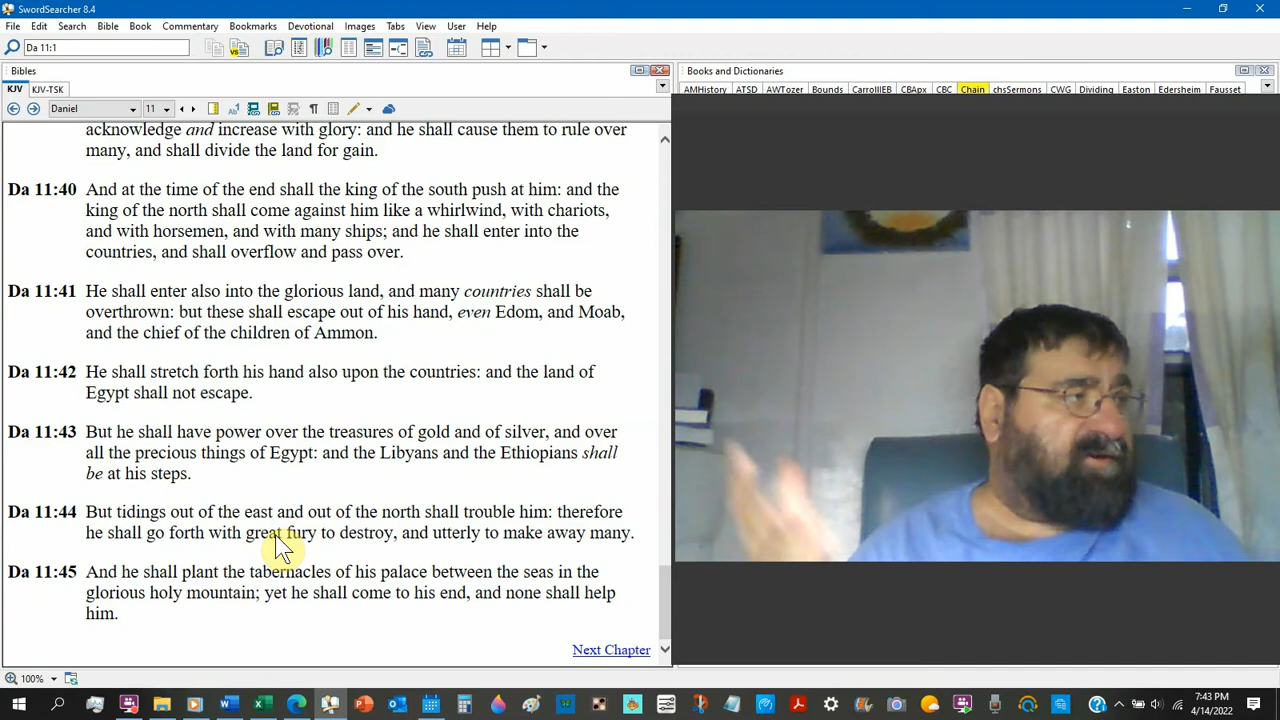 SwordSearcher 8.4
File Edit Search Bible Book Commentary Bookmarks Devotional Images Tabs View User Help
Da 11:1
Bibles
KJV KJV-TSK
Daniel 11
acknowledge and increase with glory: and he shall cause them to rule over
many, and shall divide the land for gain.
Da 11:40 And at the time of the end shall the king of the south push at him: and the
king of the north shall come against him like a whirlwind, with chariots,
and with horsemen, and with many ships; and he shall enter into the
countries, and shall overflow and pass over.
Da 11:41 He shall enter also into the glorious land, and many countries shall be
overthrown: but these shall escape out of his hand, even Edom, and Moab,
and the chief of the children of Ammon.
Da 11:42 He shall stretch forth his hand also upon the countries: and the land of
Egypt shall not escape.
Da 11:43 But he shall have power over the treasures of gold and of silver, and over
all the precious things of Egypt: and the Libyans and the Ethiopians shall
be at his steps.
Da 11:44 But tidings out of the east and out of the north shall trouble him: therefore
he shall go forth with great fury to destroy, and utterly to make away many.
Da 11:45 And he shall plant the tabernacles of his palace between the seas in the
glorious holy mountain; yet he shall come to his end, and none shall help
him.
Next Chapter
100%
Books and Dictionaries
AMHistory ATSD AWTozer Bounds CarrollIEB CBApx CBC Chain chsSermons CWG Dividing Easton Edersheim Fausset
7:43 PM
4/14/2022